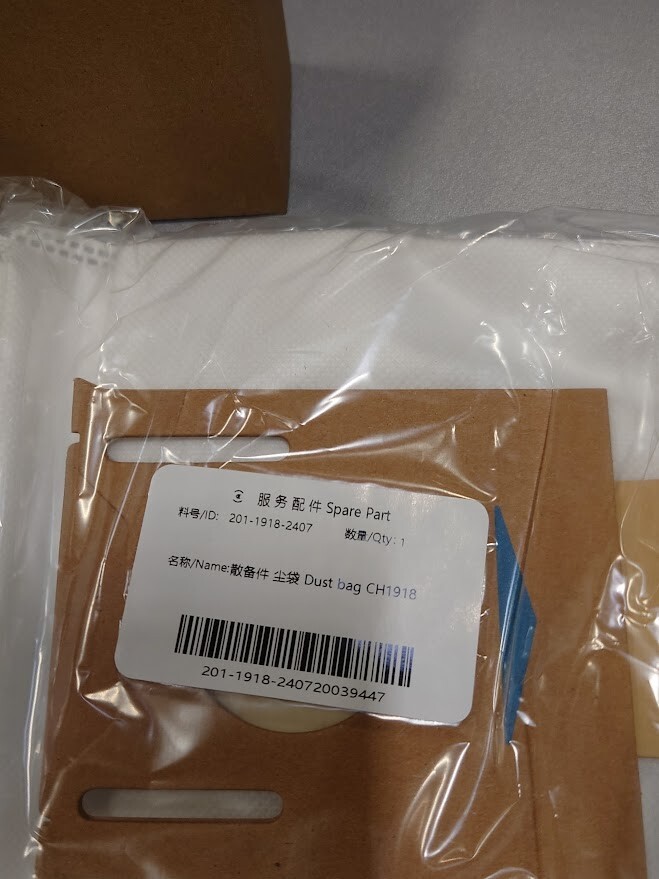 服务配件 Spare Part
料号/ID: 201-1918-2407
数量/Qty: 1
名称/Name:散备件 尘袋 Dust bag CH1918
201-1918-240720039447